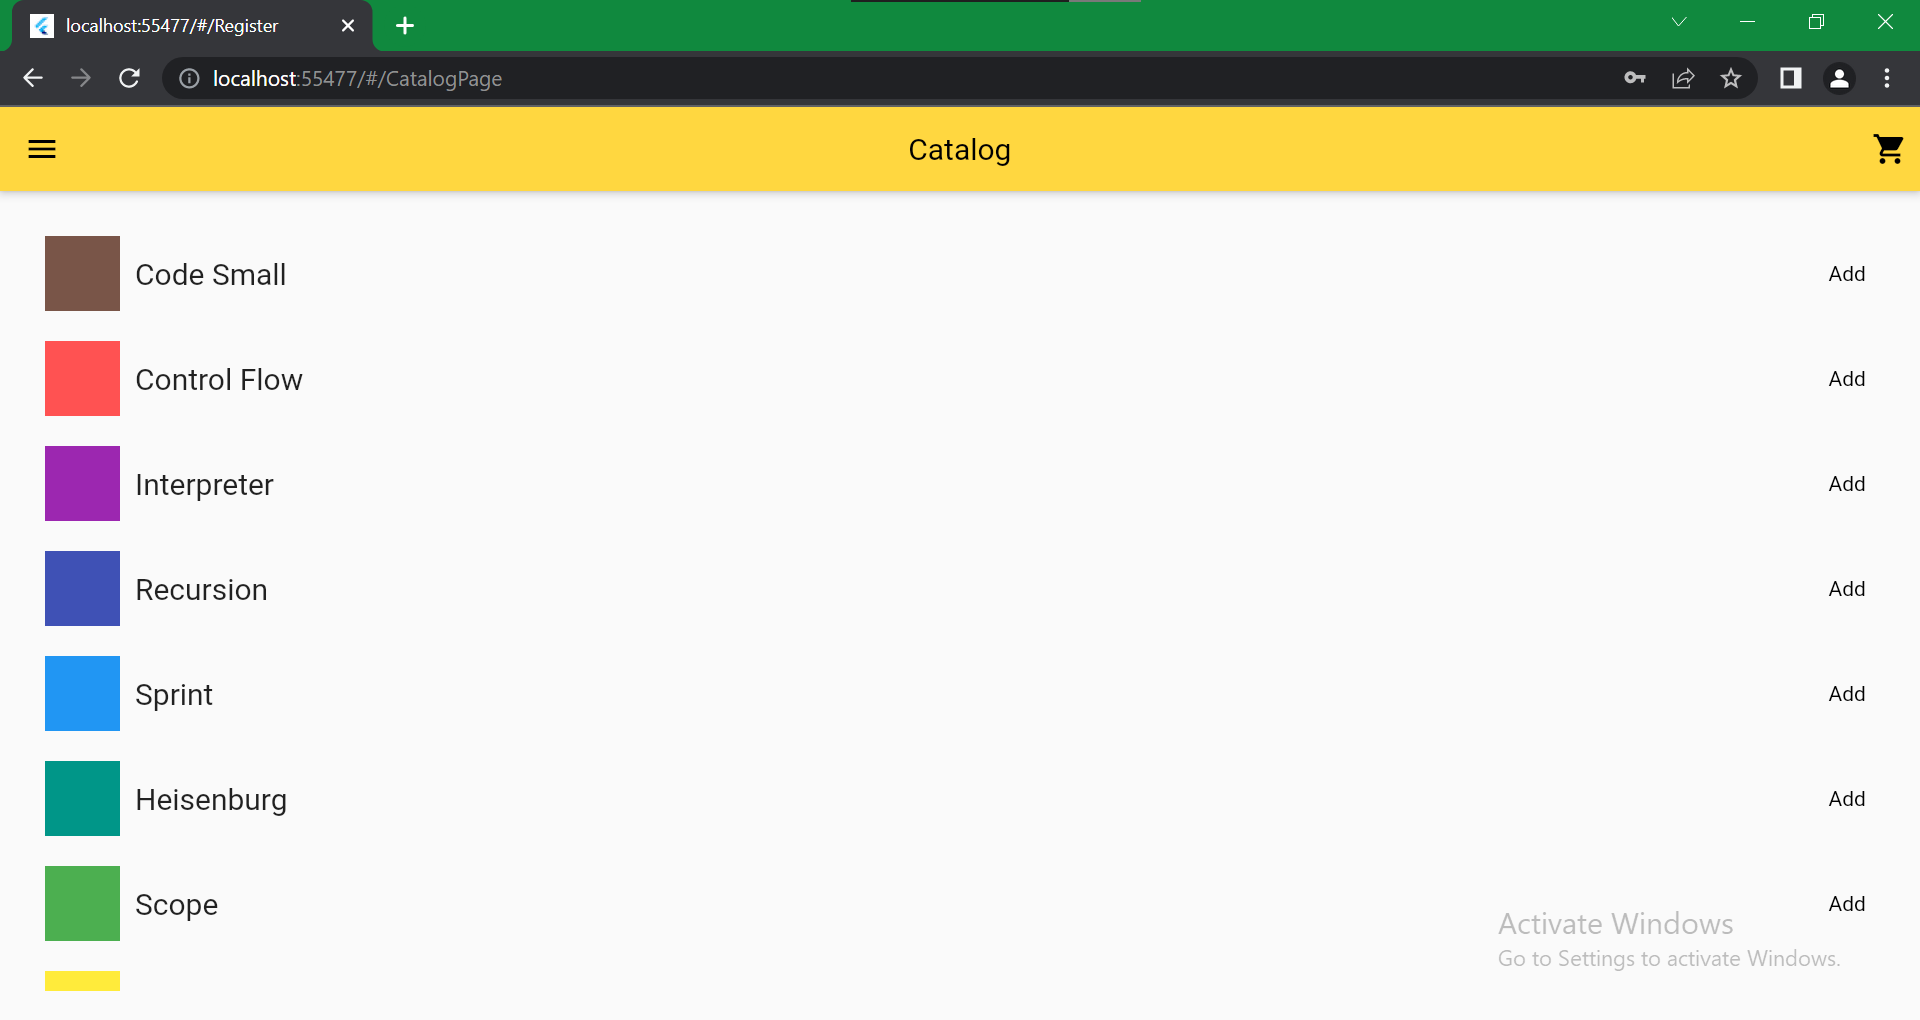 localhost:55477/#/Register
localhost:55477/#/CatalogPage
Catalog
Code Small Add
Control Flow Add
Interpreter Add
Recursion Add
Sprint Add
Heisenburg Add
Scope Add
Activate Windows
Go to Settings to activate Windows.